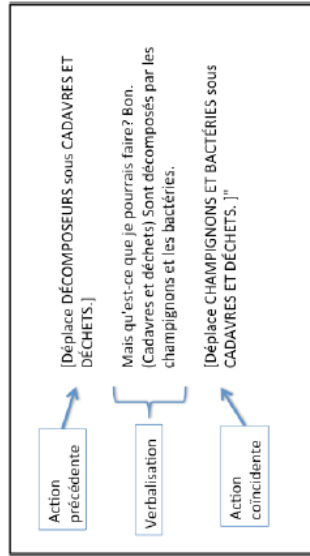 Action
précédente
[Déplace DÉCOMPOSEURS sous CADAVRES ET
DÉCHETS.]
Verbalisation
Mais qu'est-ce que je pourrais faire? Bon.
(Cadavres et déchets) Sont décomposés par les
champignons et les bactéries.
Action
coïncidente
[Déplace CHAMPIGNONS ET BACTÉRIES sous
CADAVRES ET DÉCHETS. ]"